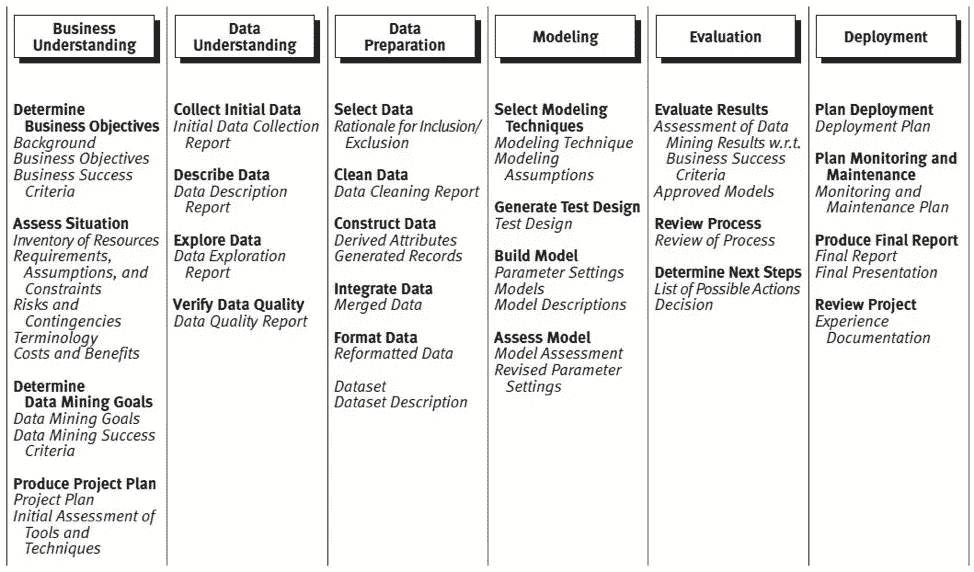 Business
Understanding
Data
Understanding
Data
Preparation
Modeling
Evaluation
Deployment
Determine
Business Objectives
Background
Business Objectives
Business Success
Criteria
Assess Situation
Inventory of Resources
Requirements,
Assumptions, and
Constraints
Risks and
Contingencies
Terminology
Costs and Benefits
Determine
Data Mining Goals
Data Mining Goals
Data Mining Success
Criteria
Produce Project Plan
Project Plan
Initial Assessment of
Tools and
Techniques
Collect Initial Data
Initial Data Collection
Report
Describe Data
Data Description
Report
Explore Data
Data Exploration
Report
Verify Data Quality
Data Quality Report
Select Data
Rationale for Inclusion/
Exclusion
Clean Data
Data Cleaning Report
Construct Data
Derived Attributes
Generated Records
Integrate Data
Merged Data
Format Data
Reformatted Data
Dataset
Dataset Description
Select Modeling
Techniques
Modeling Technique
Modeling
Assumptions
Generate Test Design
Test Design
Build Model
Parameter Settings
Models
Model Descriptions
Assess Model
Model Assessment
Revised Parameter
Settings
Evaluate Results
Assessment of Data
Mining Results w.r.t.
Business Success
Criteria
Approved Models
Review Process
Review of Process
Determine Next Steps
List of Possible Actions
Decision
Plan Deployment
Deployment Plan
Plan Monitoring and
Maintenance
Monitoring and
Maintenance Plan
Produce Final Report
Final Report
Final Presentation
Review Project
Experience
Documentation